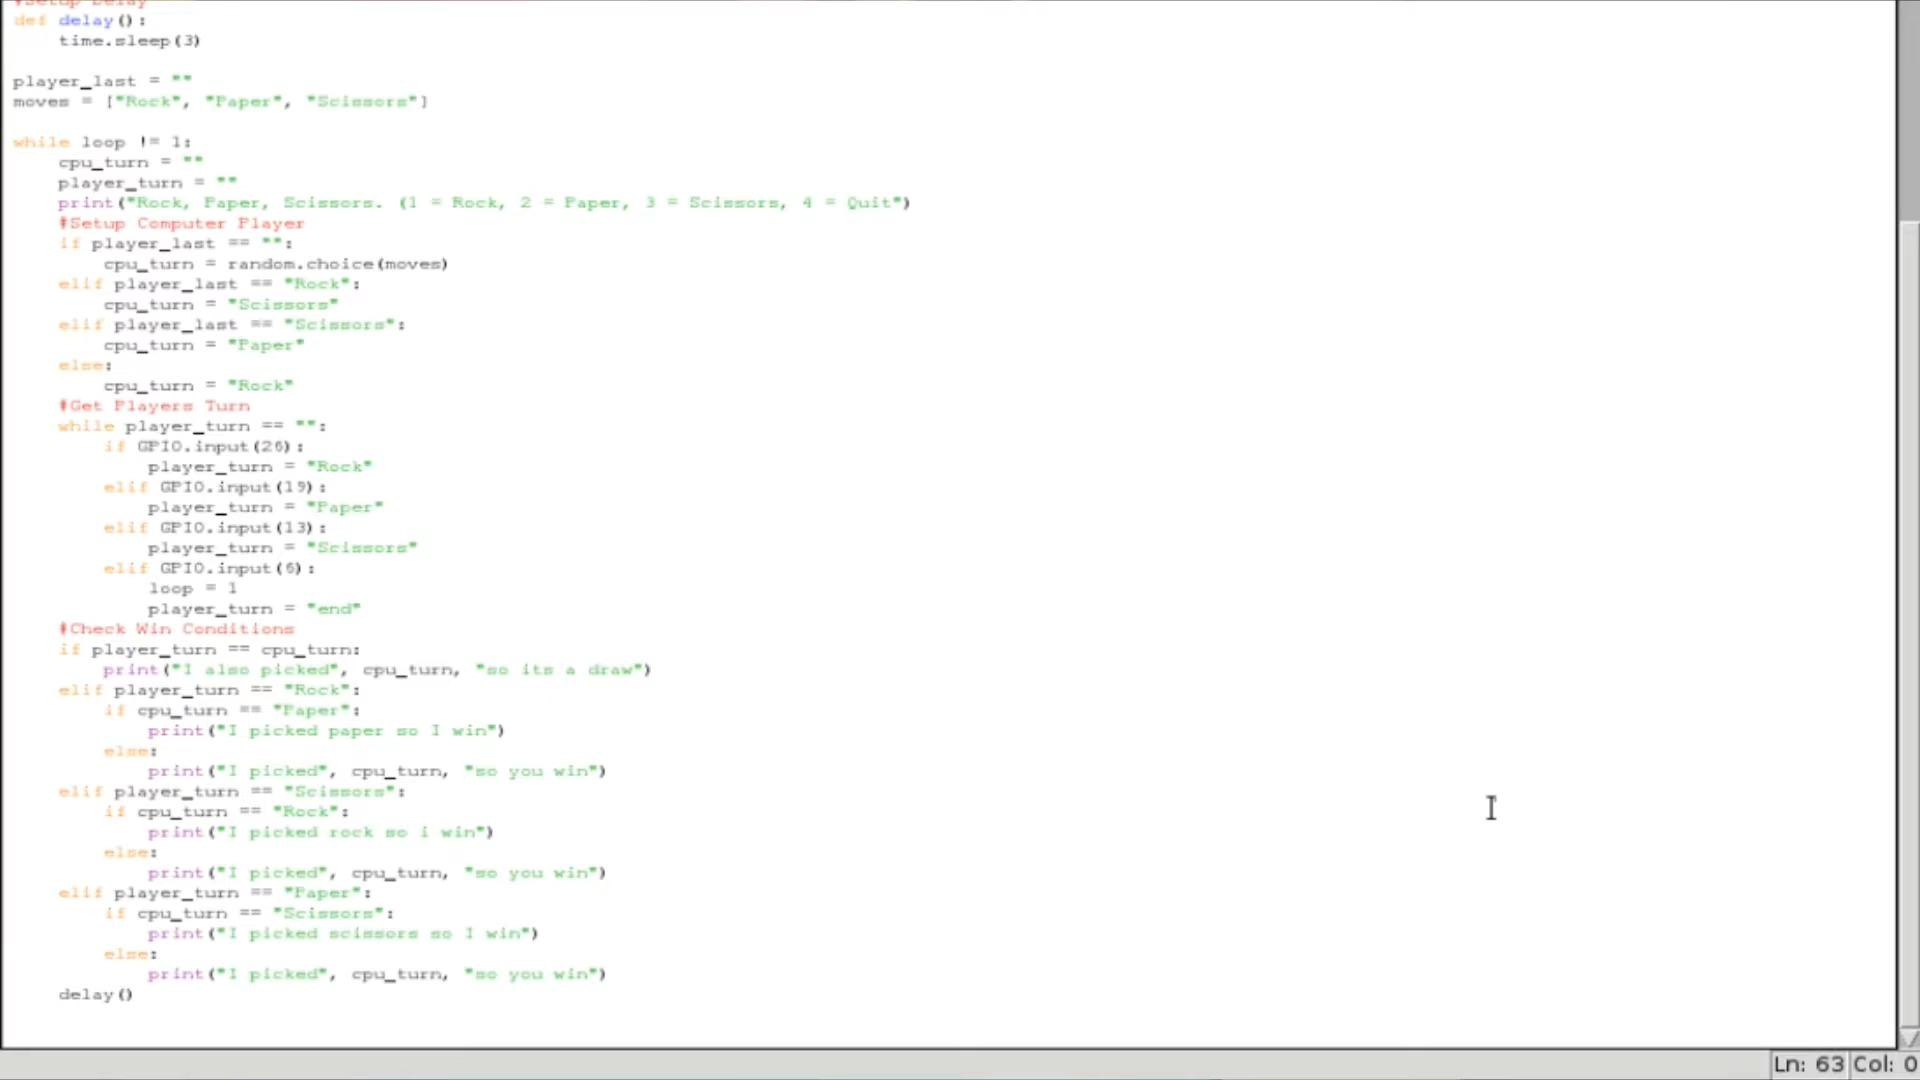 #Setup Delay
def delay():
    time.sleep(3)

player_last = ""
moves = ["Rock", "Paper", "Scissors"]

while loop != 1:
    cpu_turn = ""
    player_turn = ""
    print("Rock, Paper, Scissors. (1 = Rock, 2 = Paper, 3 = Scissors, 4 = Quit")
    #Setup Computer Player
    if player_last == "":
        cpu_turn = random.choice(moves)
    elif player_last == "Rock":
        cpu_turn = "Scissors"
    elif player_last == "Scissors":
        cpu_turn = "Paper"
    else:
        cpu_turn = "Rock"
    #Get Players Turn
    while player_turn == "":
        if GPIO.input(26):
            player_turn = "Rock"
        elif GPIO.input(19):
            player_turn = "Paper"
        elif GPIO.input(13):
            player_turn = "Scissors"
        elif GPIO.input(6):
            loop = 1
            player_turn = "end"
    #Check Win Conditions
    if player_turn == cpu_turn:
        print("I also picked", cpu_turn, "so its a draw")
    elif player_turn == "Rock":
        if cpu_turn == "Paper":
            print("I picked paper so I win")
        else:
            print("I picked", cpu_turn, "so you win")
    elif player_turn == "Scissors":
        if cpu_turn == "Rock":
            print("I picked rock so i win")
        else:
            print("I picked", cpu_turn, "so you win")
    elif player_turn == "Paper":
        if cpu_turn == "Scissors":
            print("I picked scissors so I win")
        else:
            print("I picked", cpu_turn, "so you win")
    delay()
Ln: 63 Col: 0